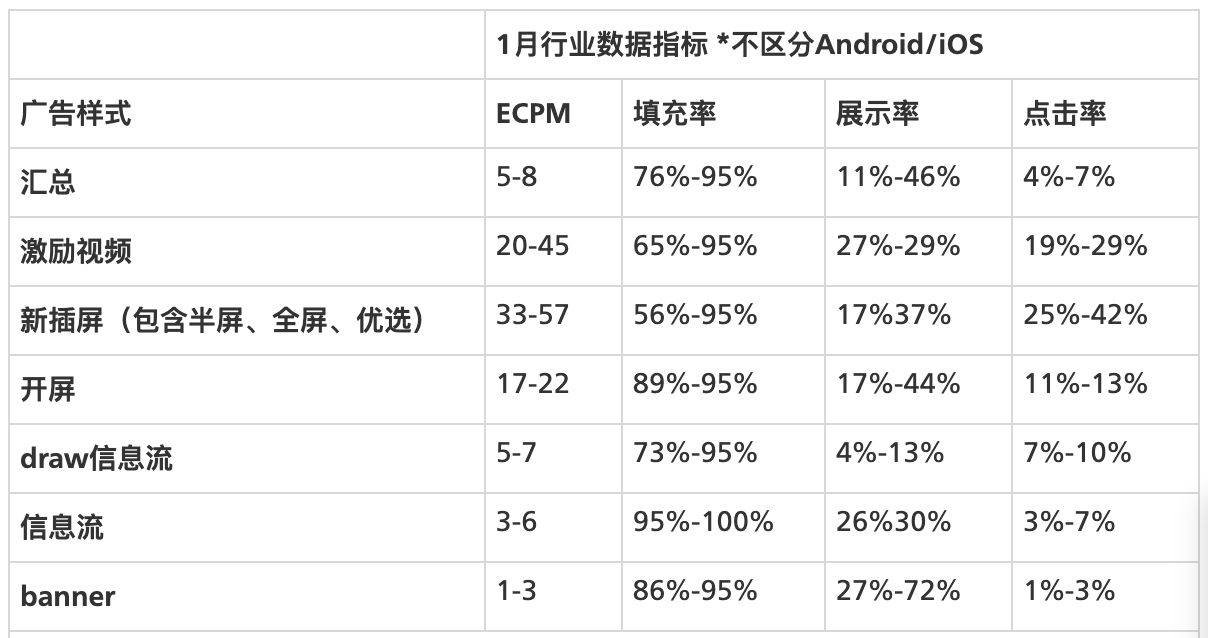 1月行业数据指标 *不区分Android/iOS
广告样式 ECPM 填充率 展示率 点击率
汇总 5-8 76%-95% 11%-46% 4%-7%
激励视频 20-45 65%-95% 27%-29% 19%-29%
新插屏（包含半屏、全屏、优选） 33-57 56%-95% 17%37% 25%-42%
开屏 17-22 89%-95% 17%-44% 11%-13%
draw信息流 5-7 73%-95% 4%-13% 7%-10%
信息流 3-6 95%-100% 26%30% 3%-7%
banner 1-3 86%-95% 27%-72% 1%-3%